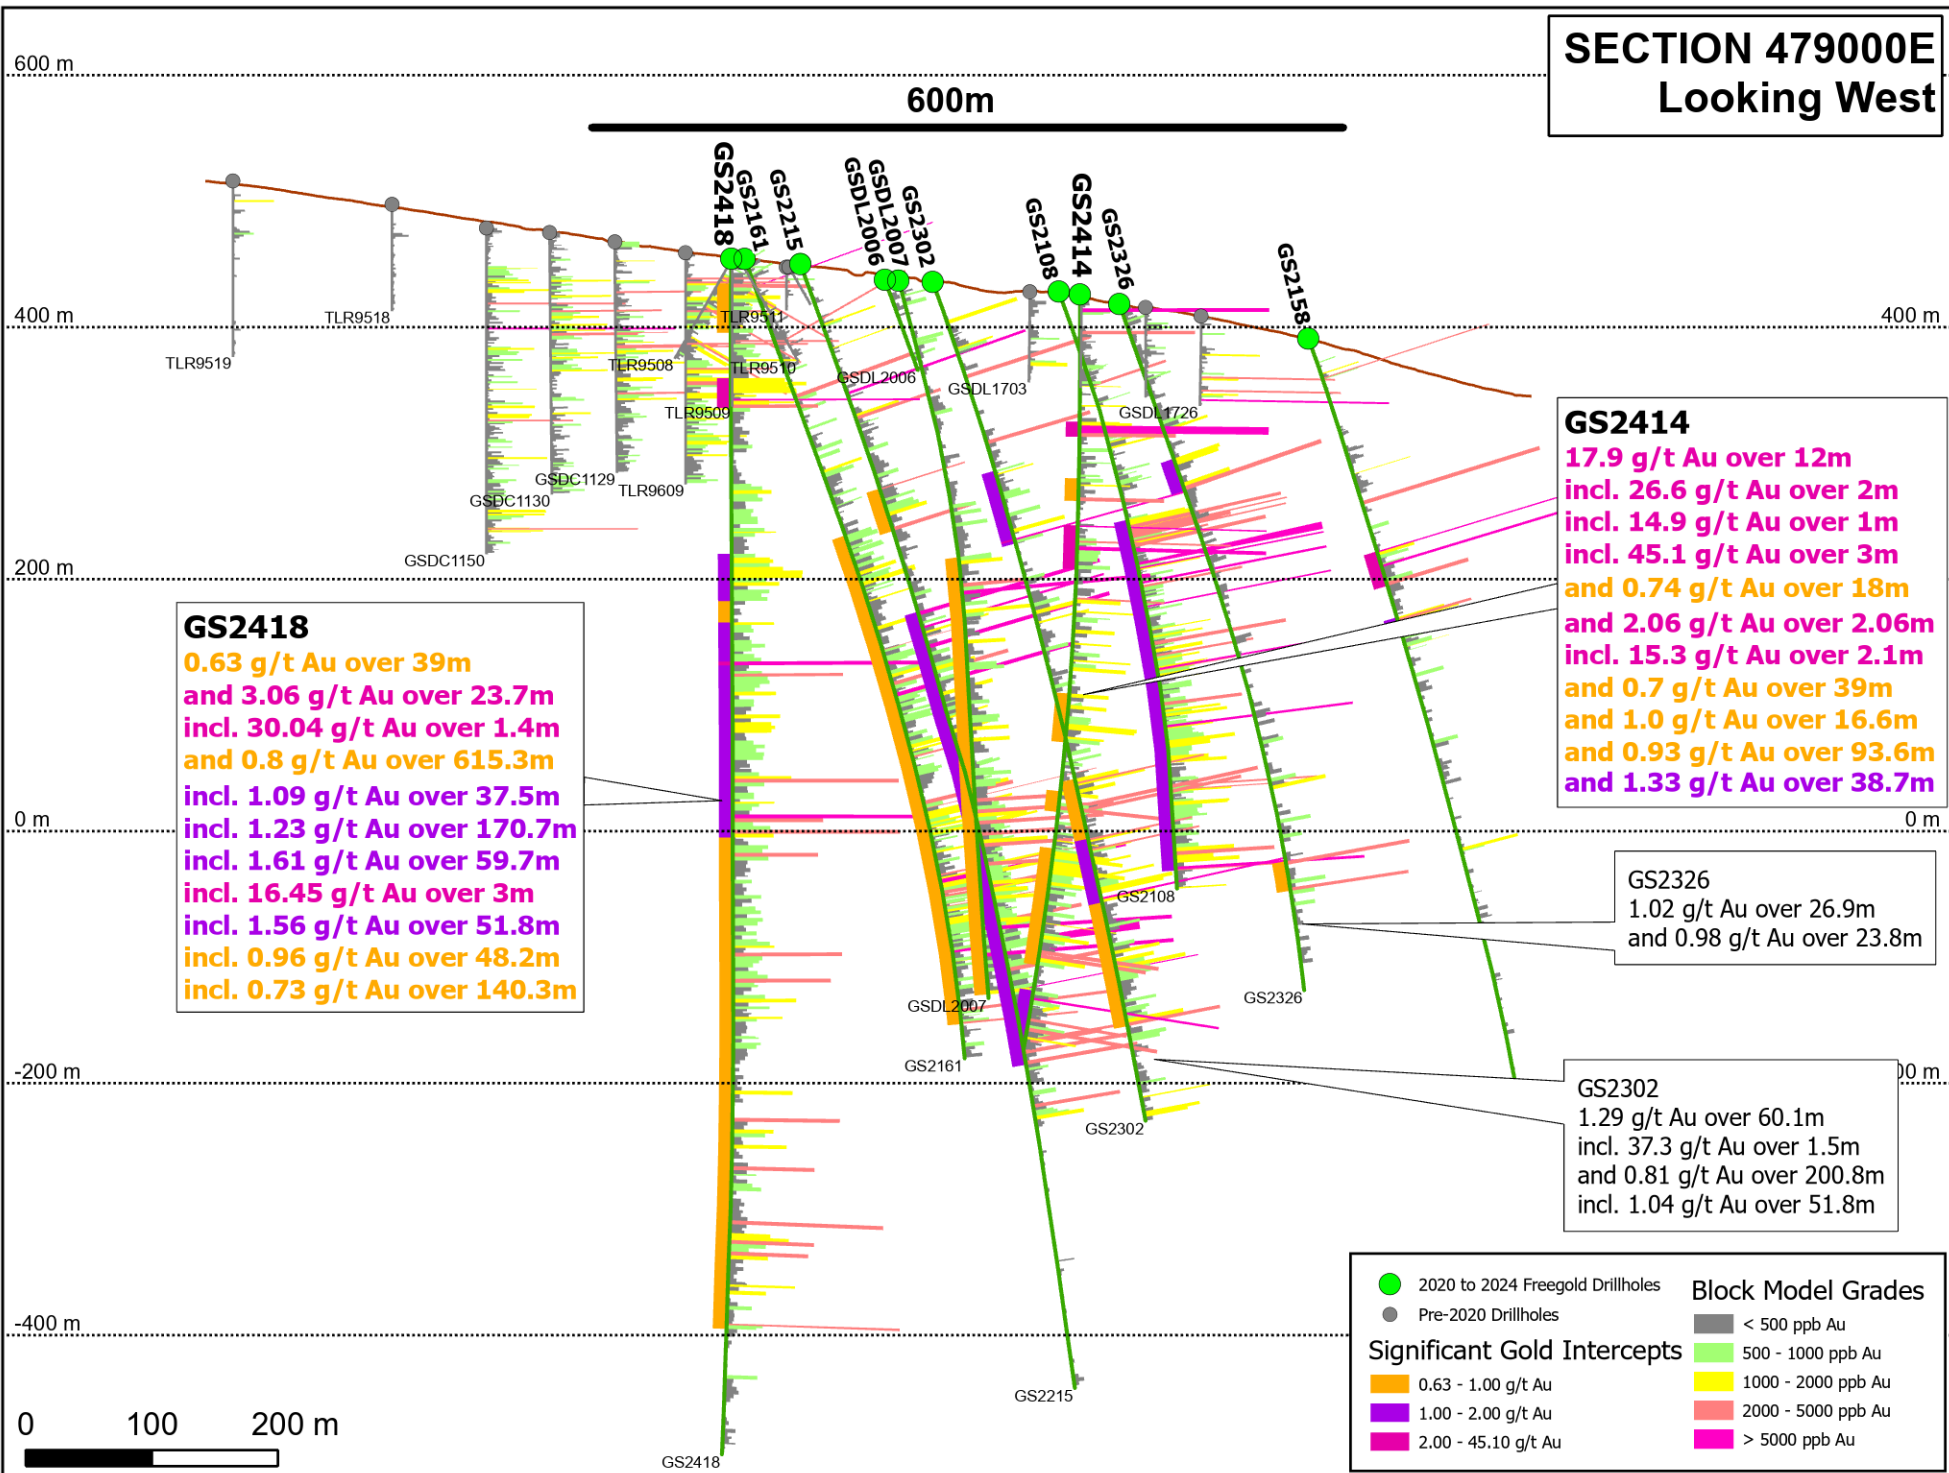 SECTION 479000E
Looking West
600 m
600m
GS2418
GS2161
GS2215
GSDL2006
GSDL2007
GS2302
GS2108
GS2414
GS2326
GS2158
400 m
400 m
TLR9519
TLR9518
TLR9511
TLR9508
TLR9510
GSDL2006
GSDL1703
TLR9509
GSDL1726
GSDC1129
TLR9609
GSDC1130
GSDC1150
GS2414
17.9 g/t Au over 12m
incl. 26.6 g/t Au over 2m
incl. 14.9 g/t Au over 1m
incl. 45.1 g/t Au over 3m
and 0.74 g/t Au over 18m
and 2.06 g/t Au over 2.06m
incl. 15.3 g/t Au over 2.1m
and 0.7 g/t Au over 39m
and 1.0 g/t Au over 16.6m
and 0.93 g/t Au over 93.6m
and 1.33 g/t Au over 38.7m
200 m
GS2418
0.63 g/t Au over 39m
and 3.06 g/t Au over 23.7m
incl. 30.04 g/t Au over 1.4m
and 0.8 g/t Au over 615.3m
incl. 1.09 g/t Au over 37.5m
incl. 1.23 g/t Au over 170.7m
incl. 1.61 g/t Au over 59.7m
incl. 16.45 g/t Au over 3m
incl. 1.56 g/t Au over 51.8m
incl. 0.96 g/t Au over 48.2m
incl. 0.73 g/t Au over 140.3m
0 m
0 m
GS2108
GS2326
1.02 g/t Au over 26.9m
and 0.98 g/t Au over 23.8m
GSDL2007
GS2326
GS2161
-200 m
00 m
GS2302
GS2302
1.29 g/t Au over 60.1m
incl. 37.3 g/t Au over 1.5m
and 0.81 g/t Au over 200.8m
incl. 1.04 g/t Au over 51.8m
-400 m
GS2215
GS2418
0 100 200 m
2020 to 2024 Freegold Drillholes
Pre-2020 Drillholes
Significant Gold Intercepts
0.63 - 1.00 g/t Au
1.00 - 2.00 g/t Au
2.00 - 45.10 g/t Au
Block Model Grades
< 500 ppb Au
500 - 1000 ppb Au
1000 - 2000 ppb Au
2000 - 5000 ppb Au
> 5000 ppb Au